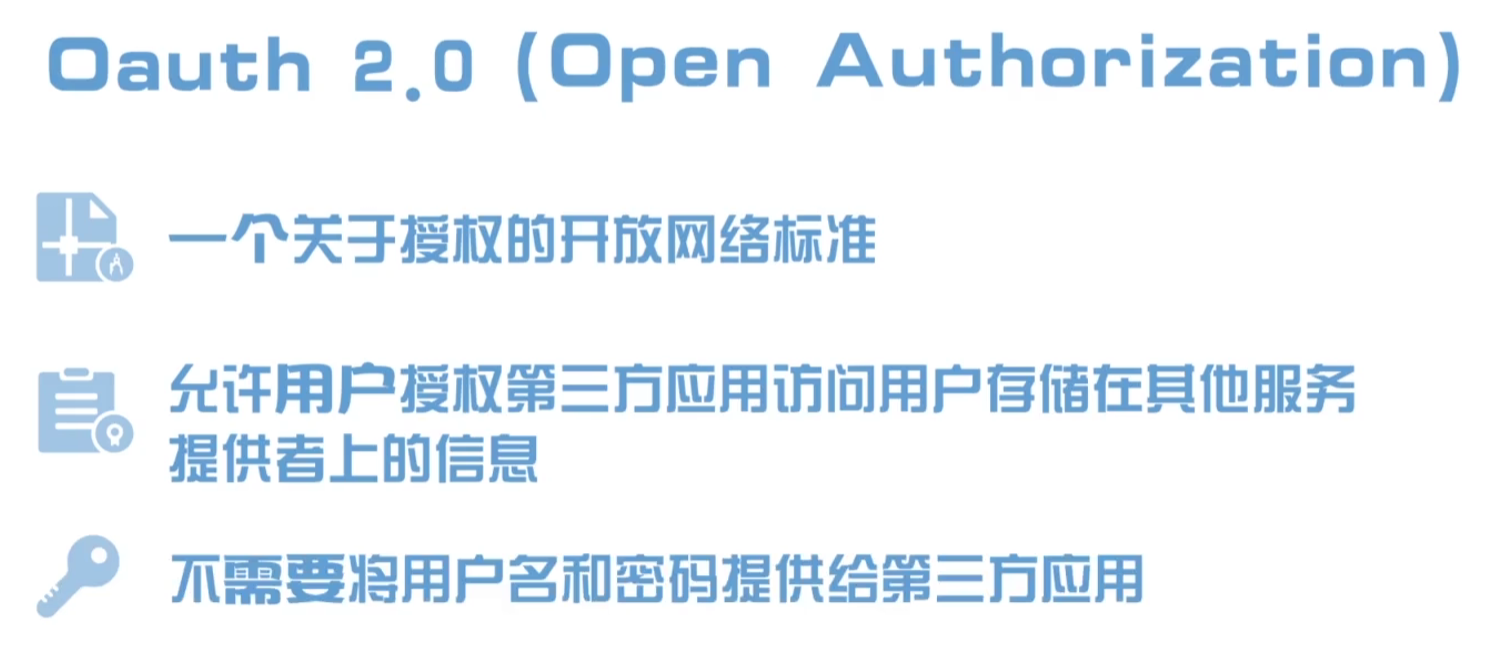 Oauth 2.0 (Open Authorization)
一个关于授权的开放网络标准
允许用户授权第三方应用访问用户存储在其他服务
提供者上的信息
不需要将用户名和密码提供给第三方应用